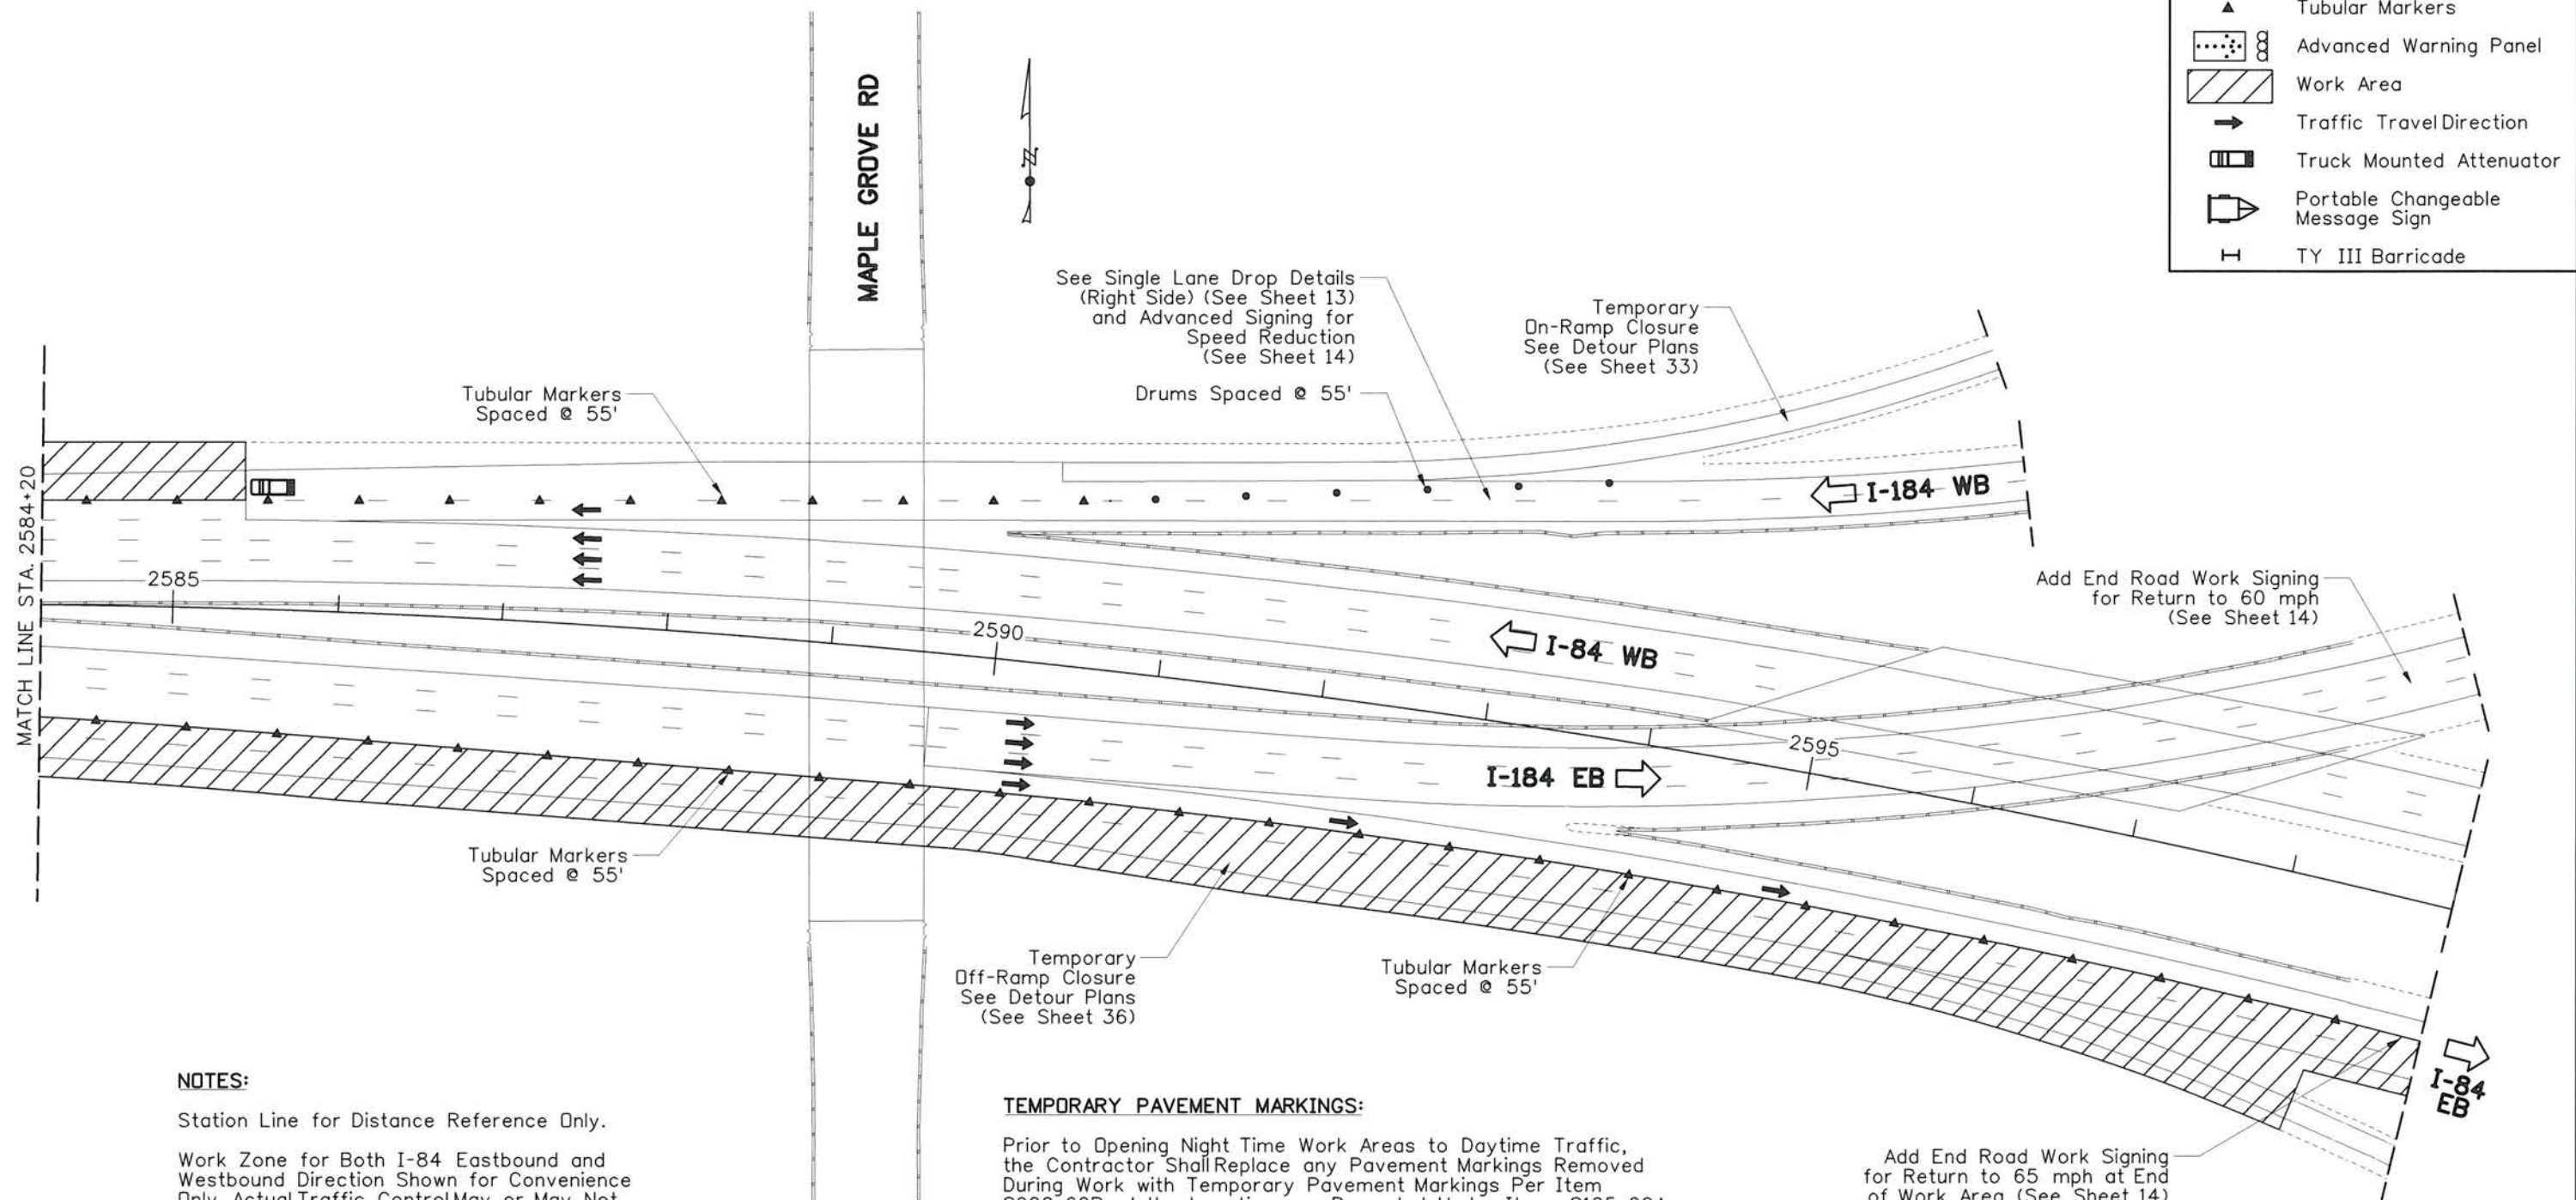 Tubular Markers
Advanced Warning Panel
Work Area
Traffic Travel Direction
Truck Mounted Attenuator
Portable Changeable
Message Sign
TY III Barricade
MAPLE GROVE RD
N
See Single Lane Drop Details
(Right Side) (See Sheet 13)
and Advanced Signing for
Speed Reduction
(See Sheet 14)
Drums Spaced @ 55'
Temporary
On-Ramp Closure
See Detour Plans
(See Sheet 33)
Tubular Markers
Spaced @ 55'
MATCH LINE STA. 2584+20
I-184 WB
2585
2590
2595
I-84 WB
I-184 EB
Add End Road Work Signing
for Return to 60 mph
(See Sheet 14)
Tubular Markers
Spaced @ 55'
Temporary
Off-Ramp Closure
See Detour Plans
(See Sheet 36)
Tubular Markers
Spaced @ 55'
I-84
EB
Add End Road Work Signing
for Return to 65 mph at End
of Work Area (See Sheet 14)
NOTES:
Station Line for Distance Reference Only.
Work Zone for Both I-84 Eastbound and
Westbound Direction Shown for Convenience
Only. Actual Traffic Control May or May Not
TEMPORARY PAVEMENT MARKINGS:
Prior to Opening Night Time Work Areas to Daytime Traffic,
the Contractor Shall Replace any Pavement Markings Removed
During Work with Temporary Pavement Markings Per Item